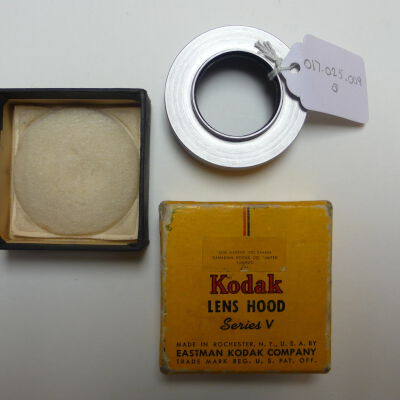 017.025.009
Kodak
LENS HOOD
Series V
MADE IN ROCHESTER, N. Y., U. S. A. BY
EASTMAN KODAK COMPANY
TRADE MARK REG. U. S. PAT. OFF.